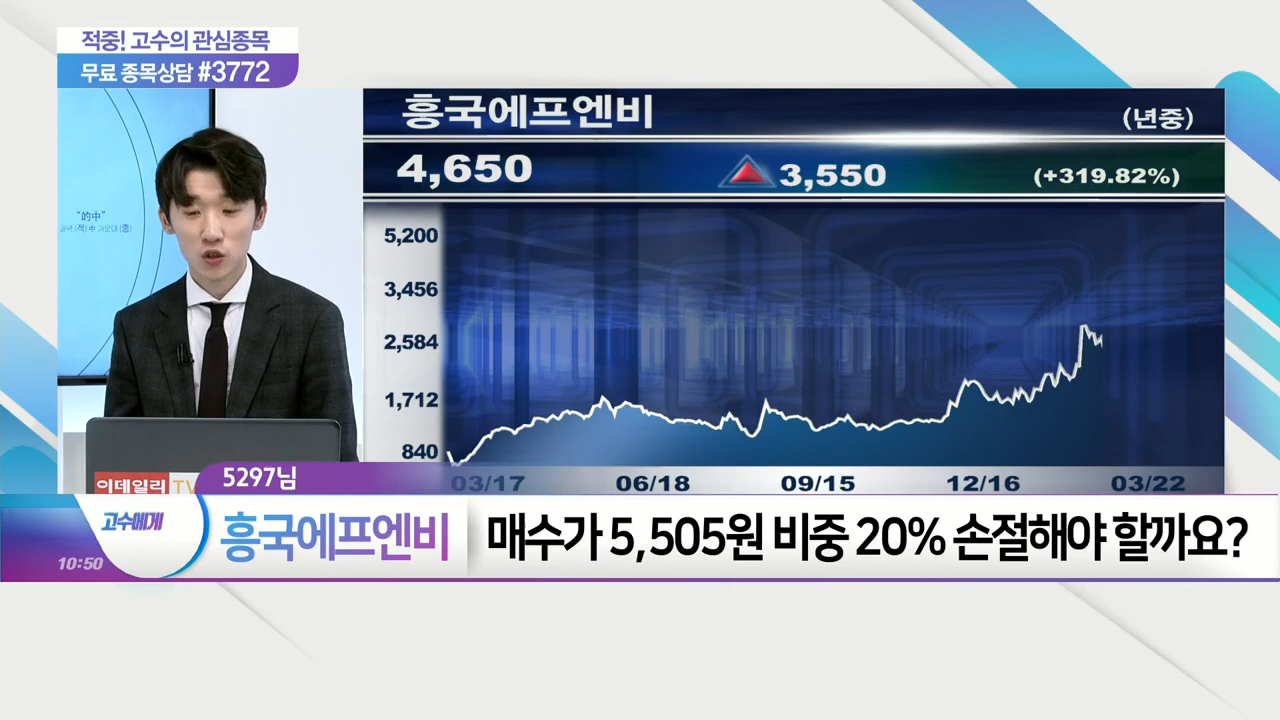 적중! 고수의 관심종목
무료 종목상담 #3772
"的中"
흥국에프엔비
(년중)
4,650
3,550
(+319.82%)
5,200
3,456
2,584
1,712
840
03/17
06/18
09/15
12/16
03/22
이데일리 TV
5297님
고수에게
10:50
흥국에프엔비
매수가 5,505원 비중 20% 손절해야 할까요?